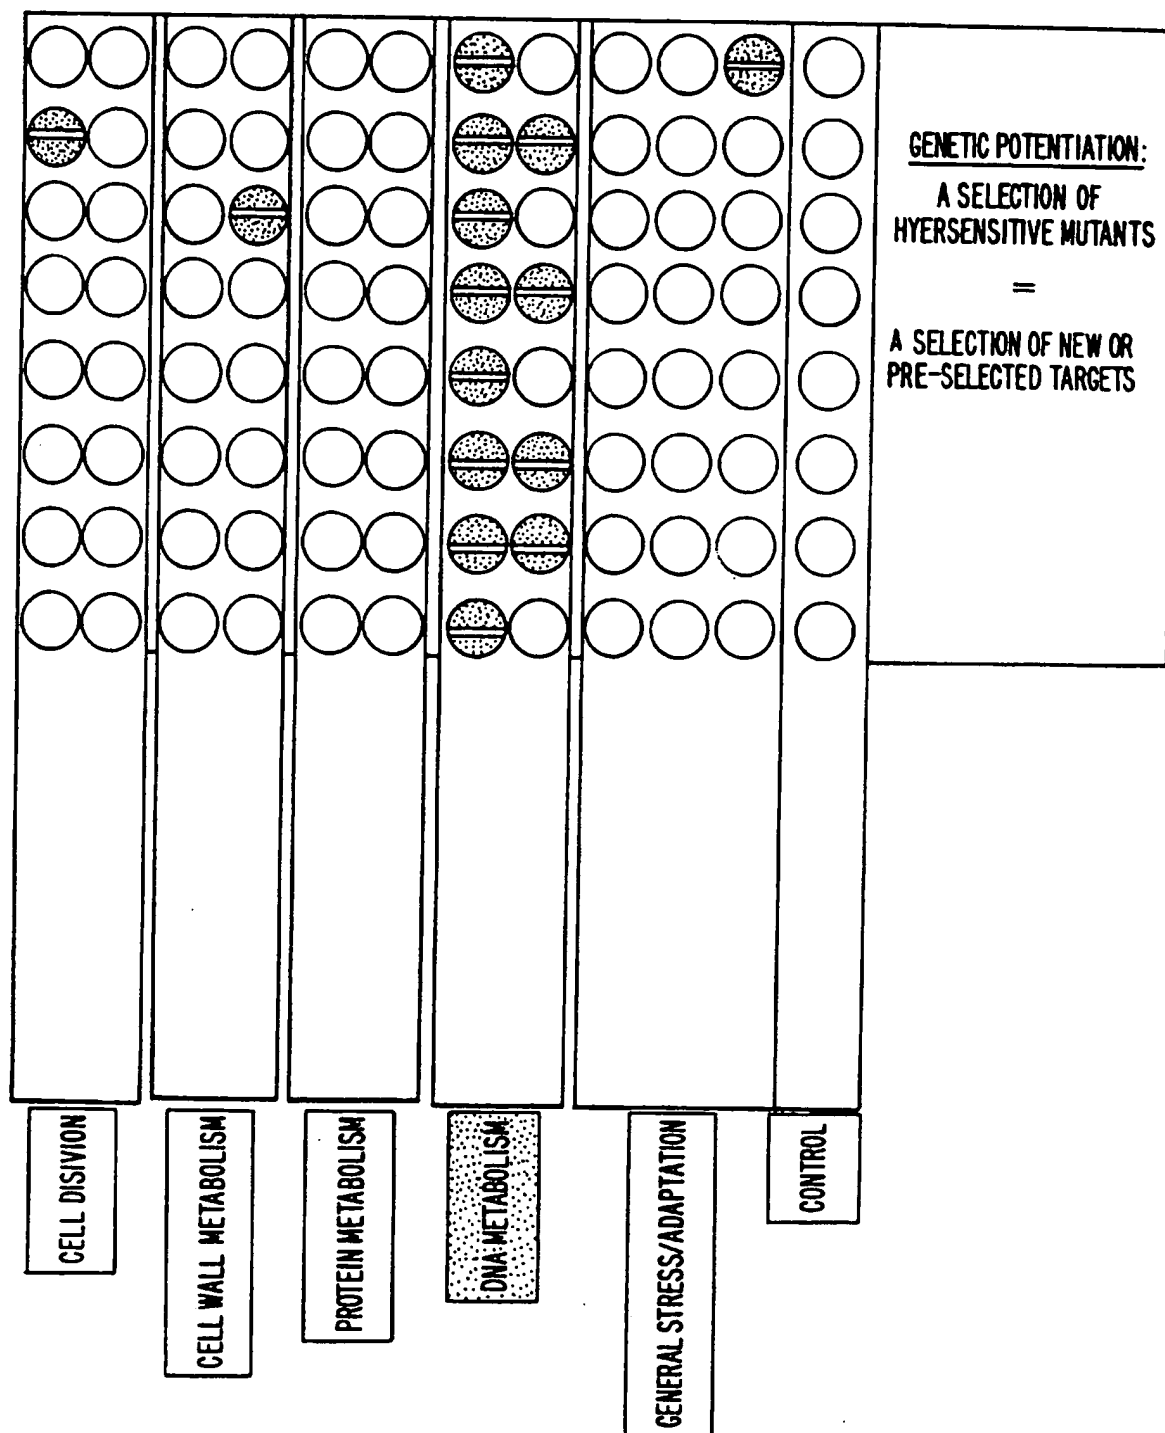 GENETIC POTENTIATION:
A SELECTION OF
HYERSENSITIVE MUTANTS
=
A SELECTION OF NEW OR
PRE-SELECTED TARGETS
CELL DISIVION
CELL WALL METABOLISM
PROTEIN METABOLISM
DNA METABOLISM
GENERAL STRESS/ADAPTATION
CONTROL